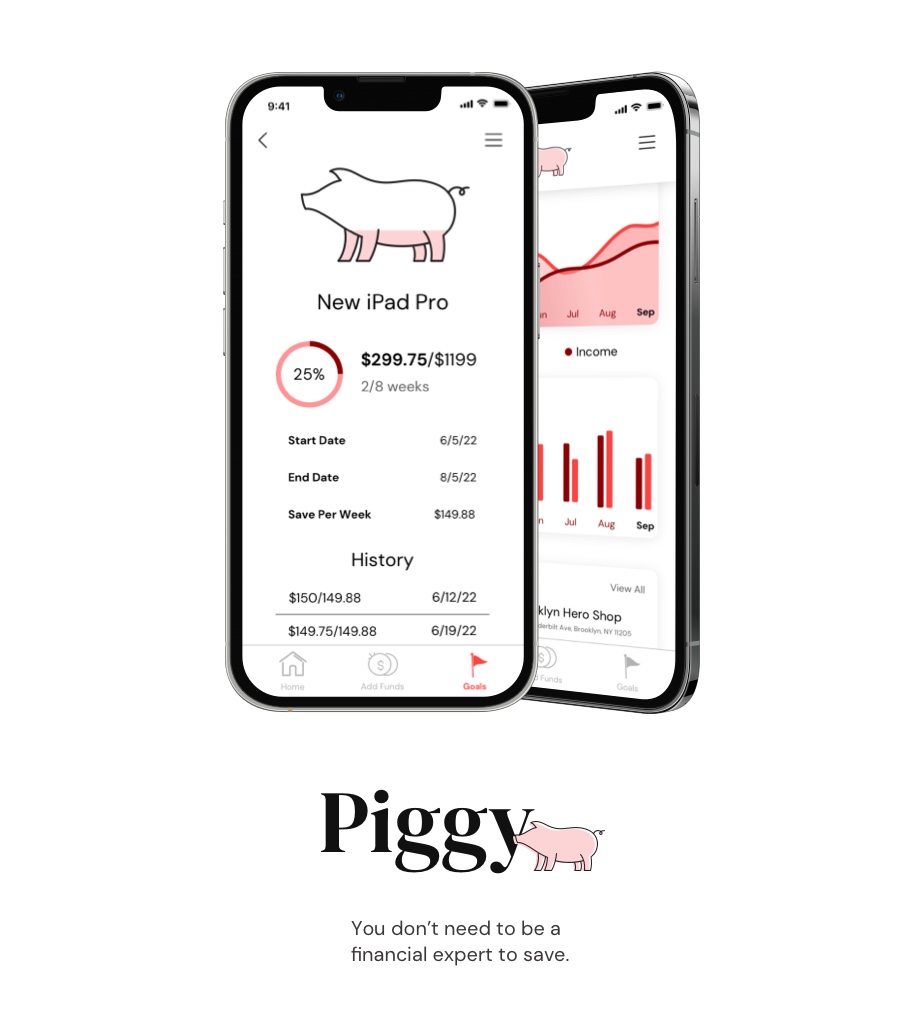 9:41
New iPad Pro
25%
$299.75/$1199
2/8 weeks
Start Date 6/5/22
End Date 8/5/22
Save Per Week $149.88
History
$150/149.88 6/12/22
$149.75/149.88 6/19/22
Home Add Funds Goals
Jul Aug Sep
Income
Jul Aug Sep
View All
klyn Hero Shop
derbilt Ave, Brooklyn, NY 11205
$
d Funds Goals
Piggy
You don’t need to be a
financial expert to save.